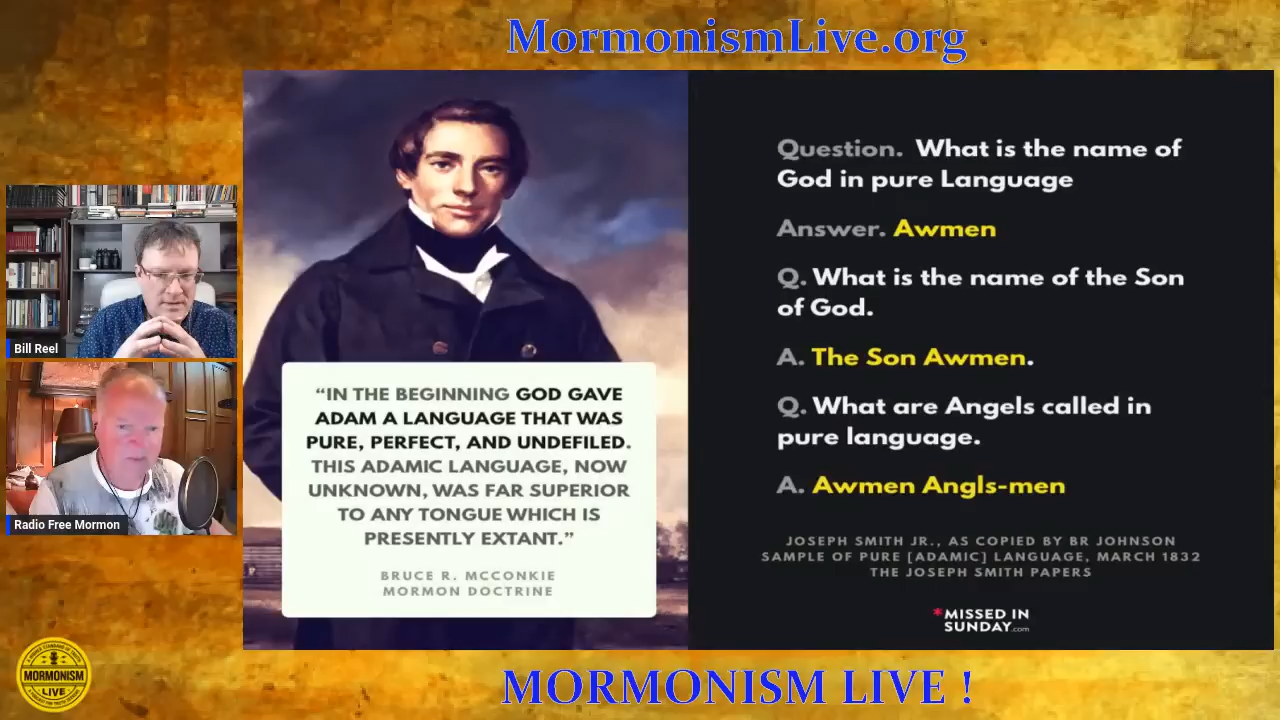 MormonismLive.org
Bill Reel
Radio Free Mormon
“IN THE BEGINNING GOD GAVE
ADAM A LANGUAGE THAT WAS
PURE, PERFECT, AND UNDEFILED.
THIS ADAMIC LANGUAGE, NOW
UNKNOWN, WAS FAR SUPERIOR
TO ANY TONGUE WHICH IS
PRESENTLY EXTANT.”
BRUCE R. MCCONKIE
MORMON DOCTRINE
Question. What is the name of
God in pure Language
Answer. Awmen
Q. What is the name of the Son
of God.
A. The Son Awmen.
Q. What are Angels called in
pure language.
A. Awmen Angls-men
JOSEPH SMITH JR., AS COPIED BY BR JOHNSON
SAMPLE OF PURE [ADAMIC] LANGUAGE, MARCH 1832
THE JOSEPH SMITH PAPERS
*MISSED IN
SUNDAY.com
MORMONISM
LIVE
MORMONISM LIVE !